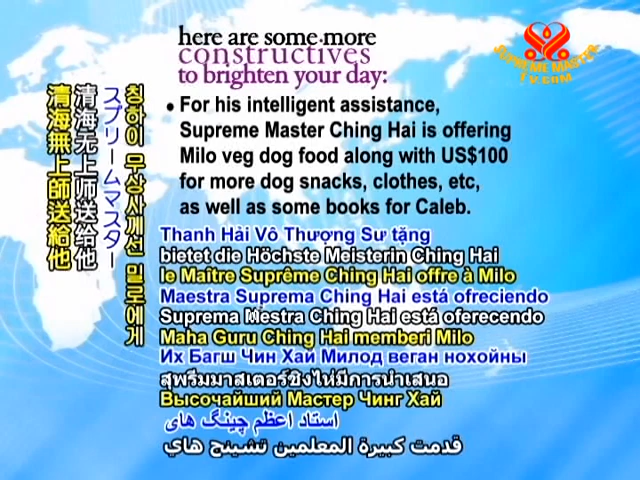 here are some more
constructives
to brighten your day:
SUPREME MASTER
TV.COM
• For his intelligent assistance,
Supreme Master Ching Hai is offering
Milo veg dog food along with US$100
for more dog snacks, clothes, etc,
as well as some books for Caleb.
清海無上師送給他
清海无上师送给他
スプリームマスター
칭하이 무상사께선 밀로에게
Thanh Hải Vô Thượng Sư tặng
bietet die Höchste Meisterin Ching Hai
le Maître Suprême Ching Hai offre à Milo
Maestra Suprema Ching Hai está ofreciendo
Suprema Mestra Ching Hai está oferecendo
Maha Guru Ching Hai memberi Milo
Их Багш Чин Хай Милод веган нохойны
สุพรีมมาสเตอร์ชิงไห่มีการนำเสนอ
Высочайший Мастер Чинг Хай
استاد اعظم چینگ های
قدمت كبيرة المعلمين تشينج هاي